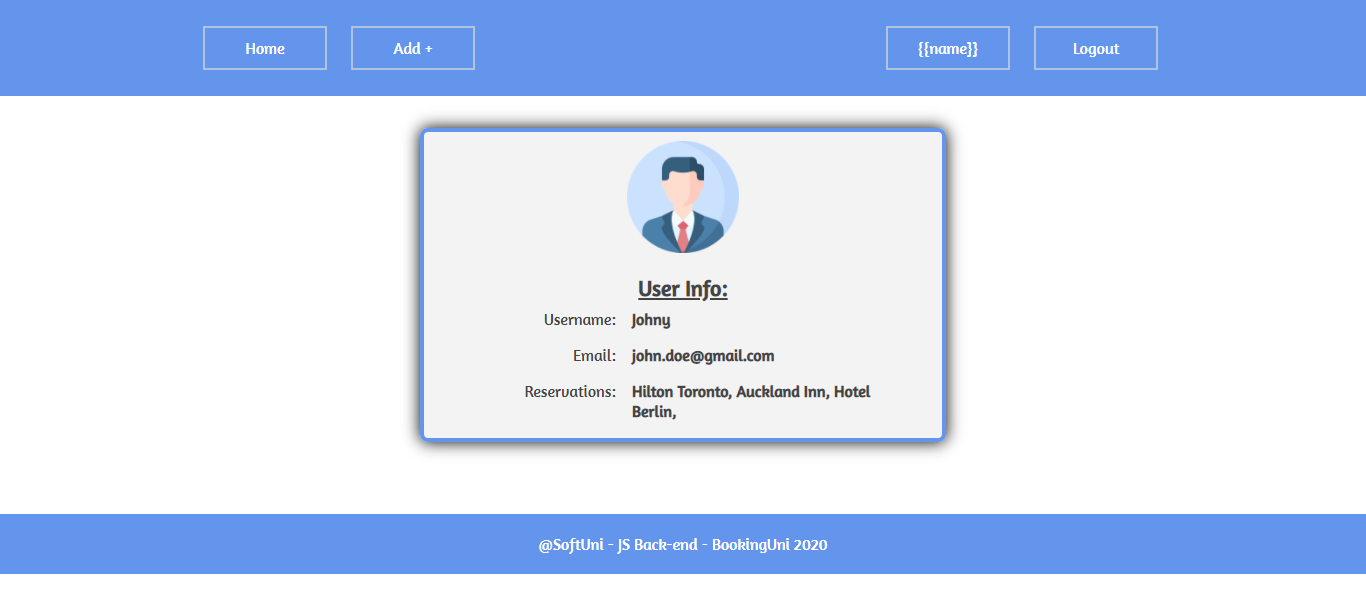 Home Add + {{name}} Logout
User Info:
Username: Johny
Email: john.doe@gmail.com
Reservations: Hilton Toronto, Auckland Inn, Hotel
Berlin,
@SoftUni - JS Back-end - BookingUni 2020